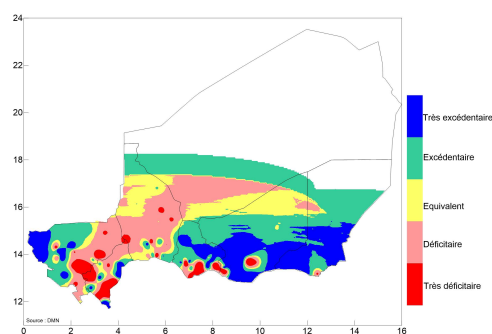 24
22
20
18
16
14
12
0 2 4 6 8 10 12 14 16
Source : DMN
Très excédentaire
Excédentaire
Equivalent
Déficitaire
Très déficitaire